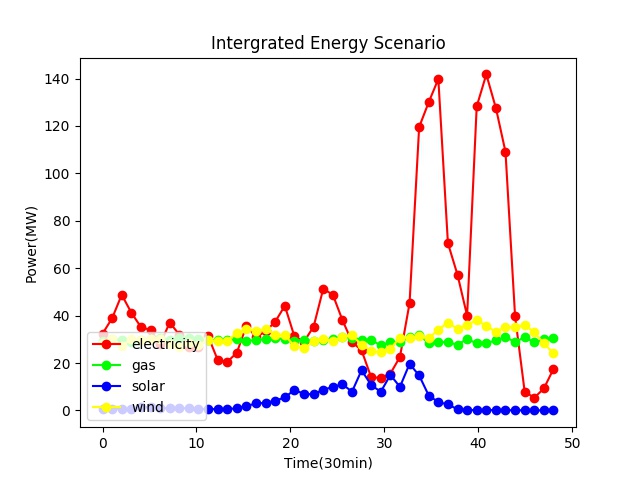 Intergrated Energy Scenario
Power(MW)
140
120
100
80
60
40
20
0
electricity
gas
solar
wind
0 10 20 30 40 50
Time(30min)